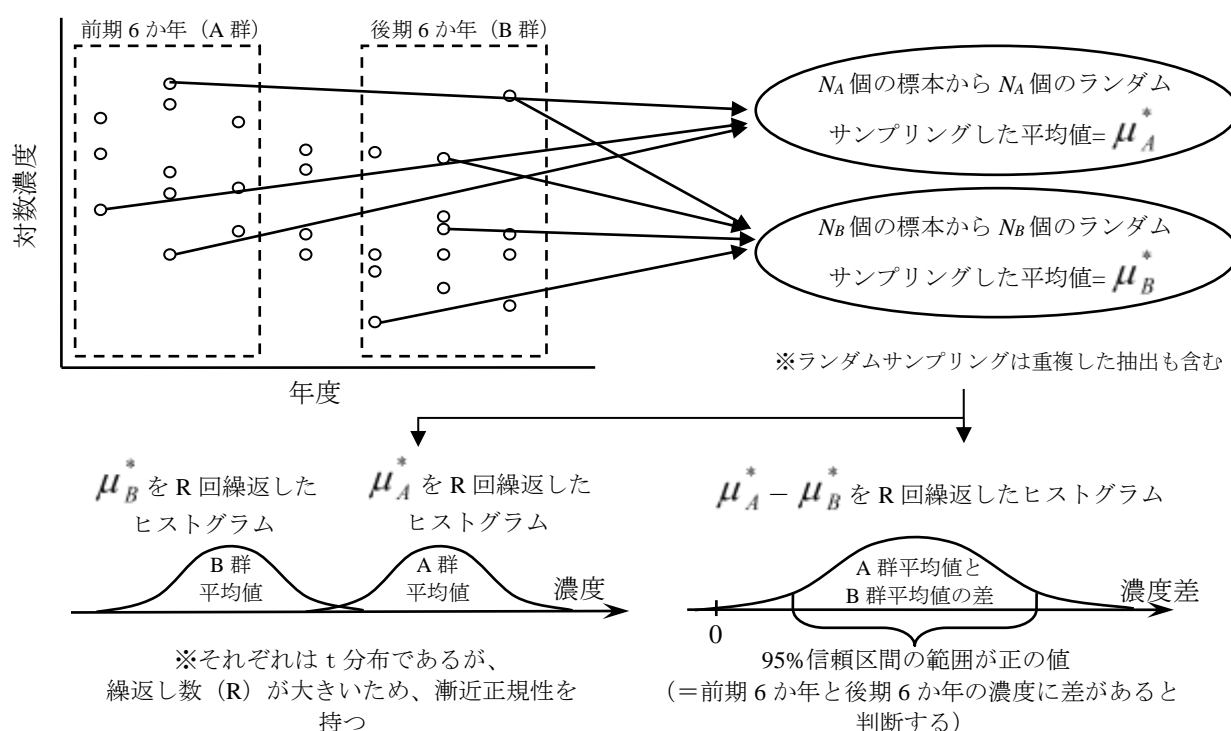 前期 6 か年（A 群）
後期 6 か年（B 群）
対数濃度
年度
N_A 個の標本から N_A 個のランダム
サンプリングした平均値= μ*_A
N_B 個の標本から N_B 個のランダム
サンプリングした平均値= μ*_B
※ランダムサンプリングは重複した抽出も含む
μ*_B を R 回繰返した
ヒストグラム
μ*_A を R 回繰返した
ヒストグラム
μ*_A − μ*_B を R 回繰返したヒストグラム
B 群
平均値
A 群
平均値
濃度
A 群平均値と
B 群平均値の差
濃度差
0
※それぞれは t 分布であるが、
繰返し数（R）が大きいため、漸近正規性を
持つ
95%信頼区間の範囲が正の値
（＝前期 6 か年と後期 6 か年の濃度に差があると
判断する）